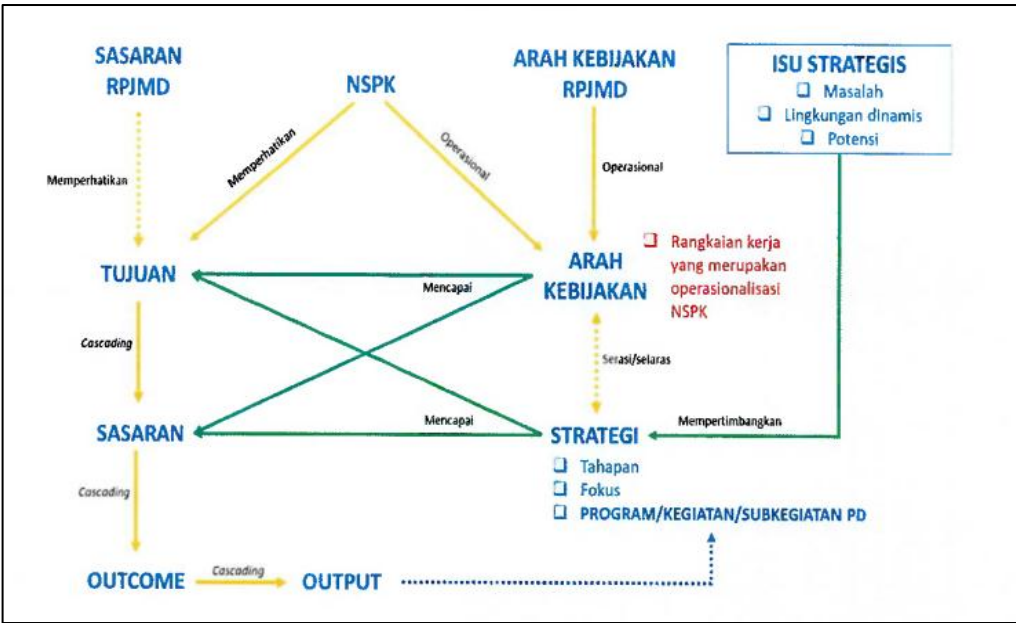 SASARAN
RPJMD
NSPK
ARAH KEBIJAKAN
RPJMD
ISU STRATEGIS
Masalah
Lingkungan dinamis
Potensi
Memperhatikan
Memperhatikan
Operasional
Operasional
TUJUAN
ARAH
KEBIJAKAN
Rangkaian kerja
yang merupakan
operasionalisasi
NSPK
Mencapai
Cascading
Serasi/selaras
SASARAN
Mencapai
STRATEGI
Mempertimbangkan
Tahapan
Fokus
PROGRAM/KEGIATAN/SUBKEGIATAN PD
Cascading
OUTCOME
Cascading
OUTPUT